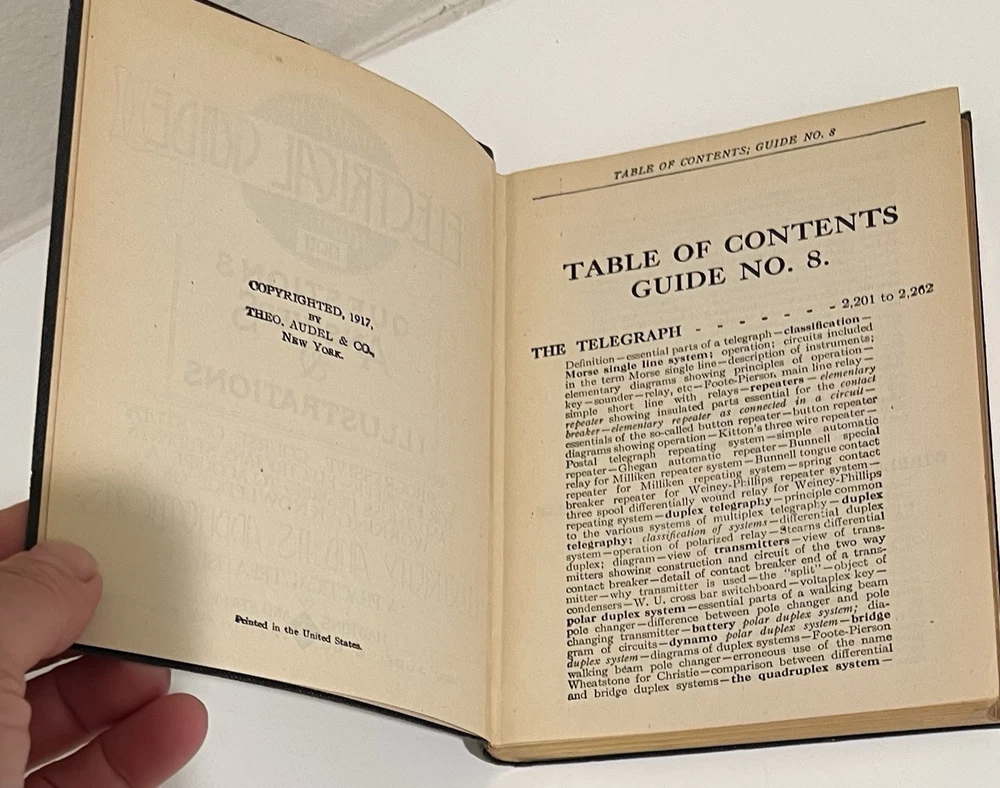 COPYRIGHTED, 1917,
BY
THEO. AUDEL & CO.,
NEW YORK.
Printed in the United States.
TABLE OF CONTENTS; GUIDE NO. 8
TABLE OF CONTENTS
GUIDE NO. 8.
THE TELEGRAPH - - - - - - 2,201 to 2,262
Definition—essential parts of a telegraph—classification—
Morse single line system; operation; circuits included
in the term Morse single line—description of instruments;
elementary diagrams showing principles of operation—
key—sounder—relay, etc—Foote-Pierson, main line relay—
simple short line with relays—repeaters—elementary
repeater showing insulated parts essential for the contact
breaker—elementary repeater as connected in a circuit—
essentials of the so-called button repeater—button repeater
diagrams showing operation—Kitton's three wire repeater—
Postal telegraph repeating system—simple automatic
repeater—Ghegan automatic repeater—Bunnell special
relay for Milliken repeater system—Bunnell tongue contact
repeater for Milliken repeating system—spring contact
breaker repeater for Weiney-Phillips repeater system—
three spool differentially wound relay for Weiney-Phillips
repeating system—duplex telegraphy—principle common
to the various systems of multiplex telegraphy—duplex
telegraphy; classification of systems—differential duplex
system—operation of polarized relay—Stearns differential
duplex; diagram—view of transmitters—view of trans-
mitters showing construction and circuit of the two way
contact breaker—detail of contact breaker end of a trans-
mitter—why transmitter is used—the "split"—object of
condensers—W. U. cross bar switchboard—voltaplex key—
polar duplex system—essential parts of a walking beam
pole changer—difference between pole changer and pole
changing transmitter—battery polar duplex system; dia-
gram of circuits—dynamo polar duplex system—bridge
duplex system—diagrams of duplex systems—Foote-Pierson
walking beam pole changer—erroneous use of the name
Wheatstone for Christie—comparison between differential
and bridge duplex systems—the quadruplex system—